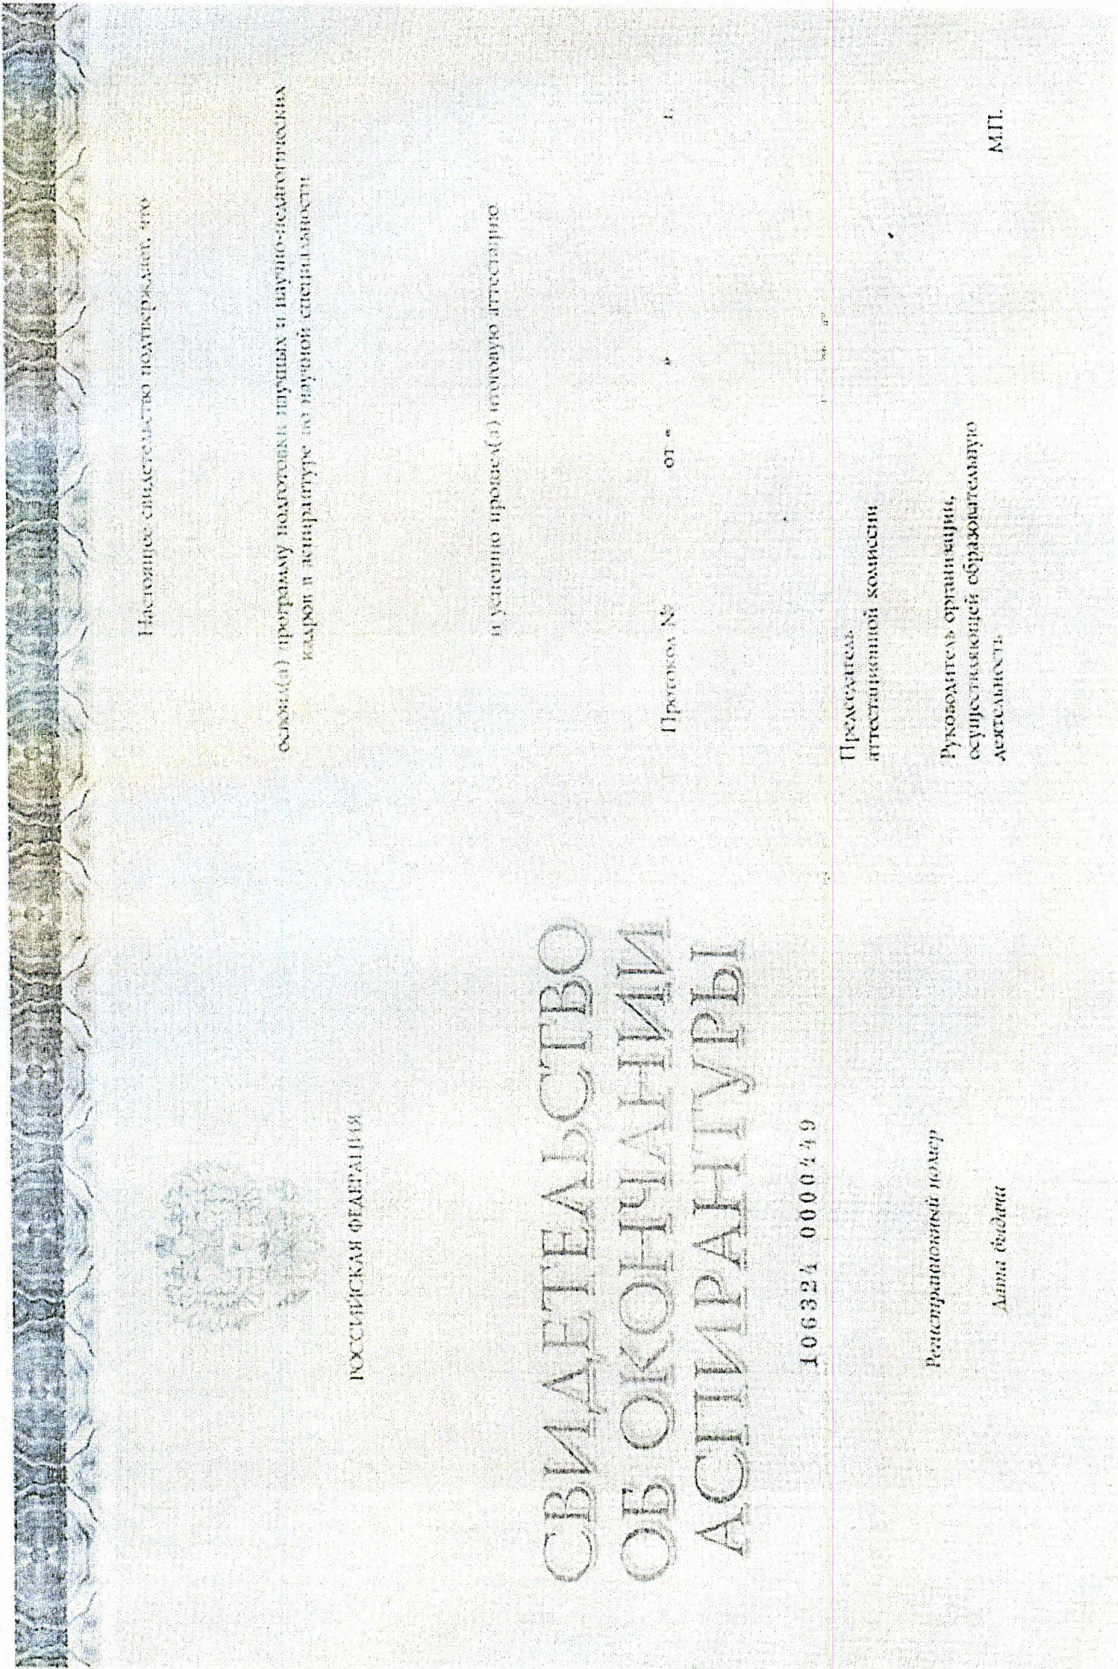 РОССИЙСКАЯ ФЕДЕРАЦИЯ
СВИДЕТЕЛЬСТВО
ОБ ОКОНЧАНИИ
АСПИРАНТУРЫ
106324 0000449
Регистрационный номер
Дата выдачи
Настоящее свидетельство подтверждает, что
освоил(а) программу подготовки научных и научно-педагогических
кадров в аспирантуре по научной специальности
и успешно прошел(а) итоговую аттестацию
Протокол № от « » г.
Председатель
аттестационной комиссии
Руководитель организации,
осуществляющей образовательную
деятельность
М.П.